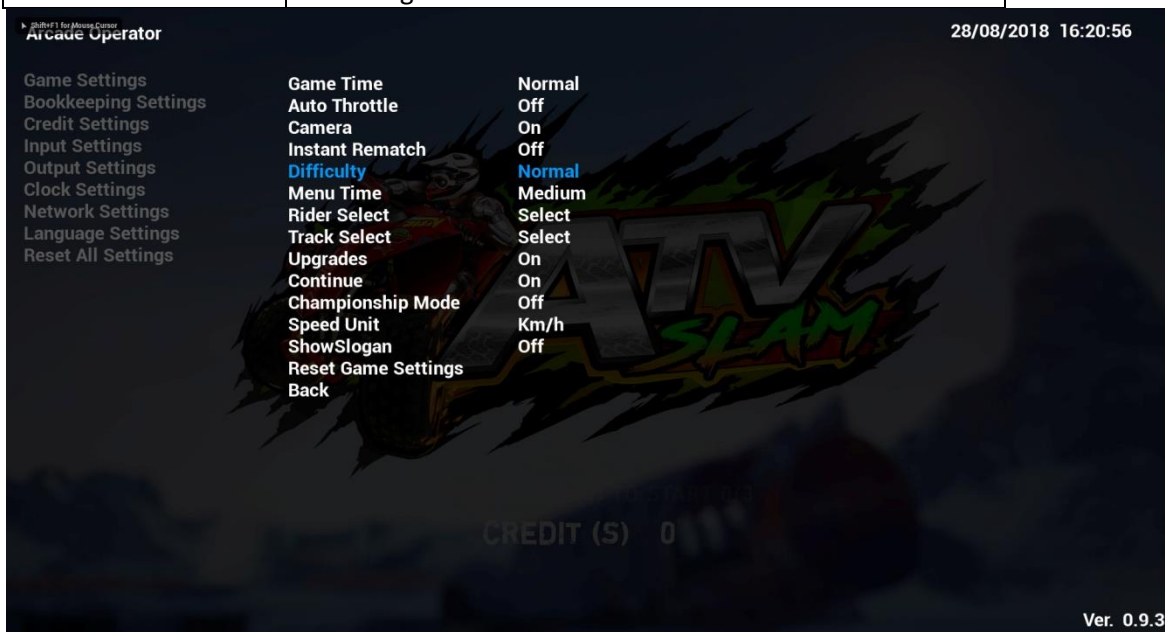 Shift+F1 for Mouse Cursor
Arcade Operator
28/08/2018 16:20:56
Game Settings
Bookkeeping Settings
Credit Settings
Input Settings
Output Settings
Clock Settings
Network Settings
Language Settings
Reset All Settings
Game Time Normal
Auto Throttle Off
Camera On
Instant Rematch Off
Difficulty Normal
Menu Time Medium
Rider Select Select
Track Select Select
Upgrades On
Continue On
Championship Mode Off
Speed Unit Km/h
ShowSlogan Off
Reset Game Settings
Back
ATV
SLAM
START
CREDIT (S) 0
Ver. 0.9.3